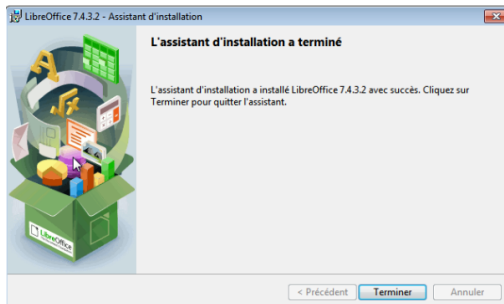 LibreOffice 7.4.3.2 - Assistant d'installation
L'assistant d'installation a terminé
L'assistant d'installation a installé LibreOffice 7.4.3.2 avec succès. Cliquez sur
Terminer pour quitter l'assistant.
LibreOffice
< Précédent Terminer Annuler